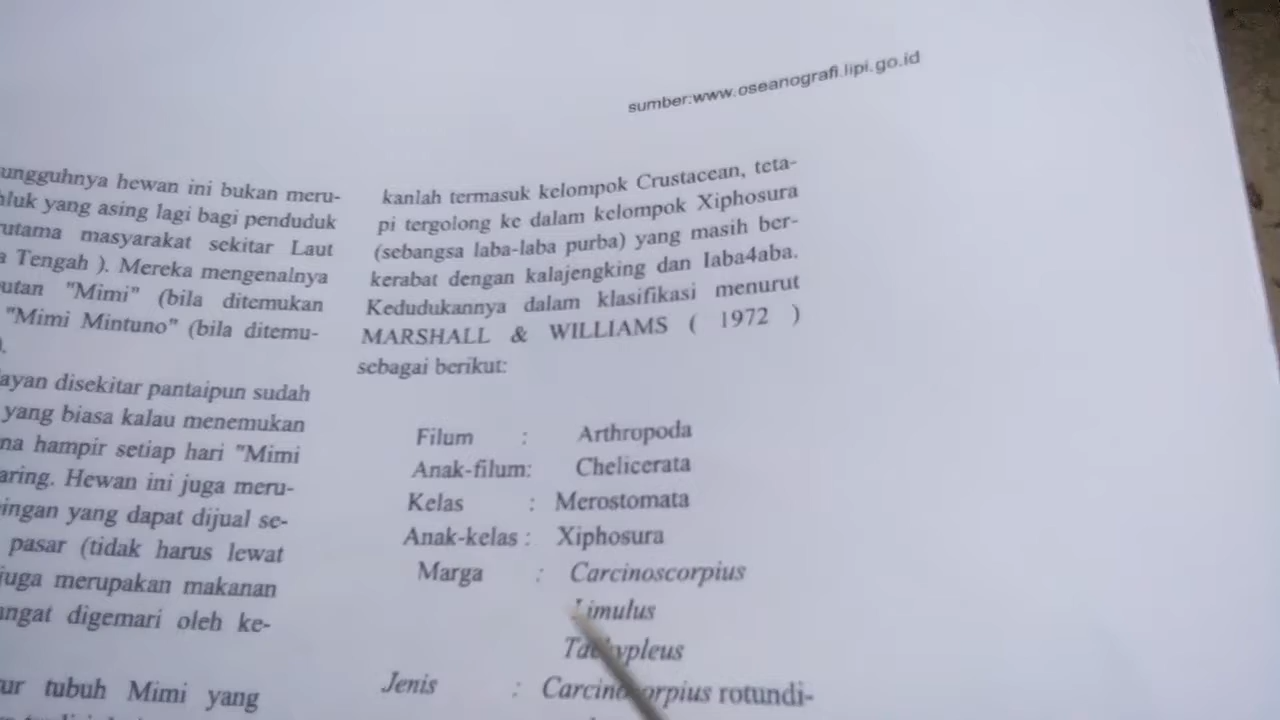 sumber:www.oseanografi.lipi.go.id
ungguhnya hewan ini bukan meru-
luk yang asing lagi bagi penduduk
utama masyarakat sekitar Laut
a Tengah ). Mereka mengenalnya
utan "Mimi" (bila ditemukan
"Mimi Mintuno" (bila ditemu-
).
ayan disekitar pantaipun sudah
yang biasa kalau menemukan
na hampir setiap hari "Mimi
aring. Hewan ini juga meru-
ingan yang dapat dijual se-
pasar (tidak harus lewat
juga merupakan makanan
angat digemari oleh ke-
ur tubuh Mimi yang
kanlah termasuk kelompok Crustacean, teta-
pi tergolong ke dalam kelompok Xiphosura
(sebangsa laba-laba purba) yang masih ber-
kerabat dengan kalajengking dan Iaba4aba.
Kedudukannya dalam klasifikasi menurut
MARSHALL & WILLIAMS ( 1972 )
sebagai berikut:
Filum : Arthropoda
Anak-filum: Chelicerata
Kelas : Merostomata
Anak-kelas : Xiphosura
Marga : Carcinoscorpius
Limulus
Tachypleus
Jenis : Carcinoscorpius rotundi-